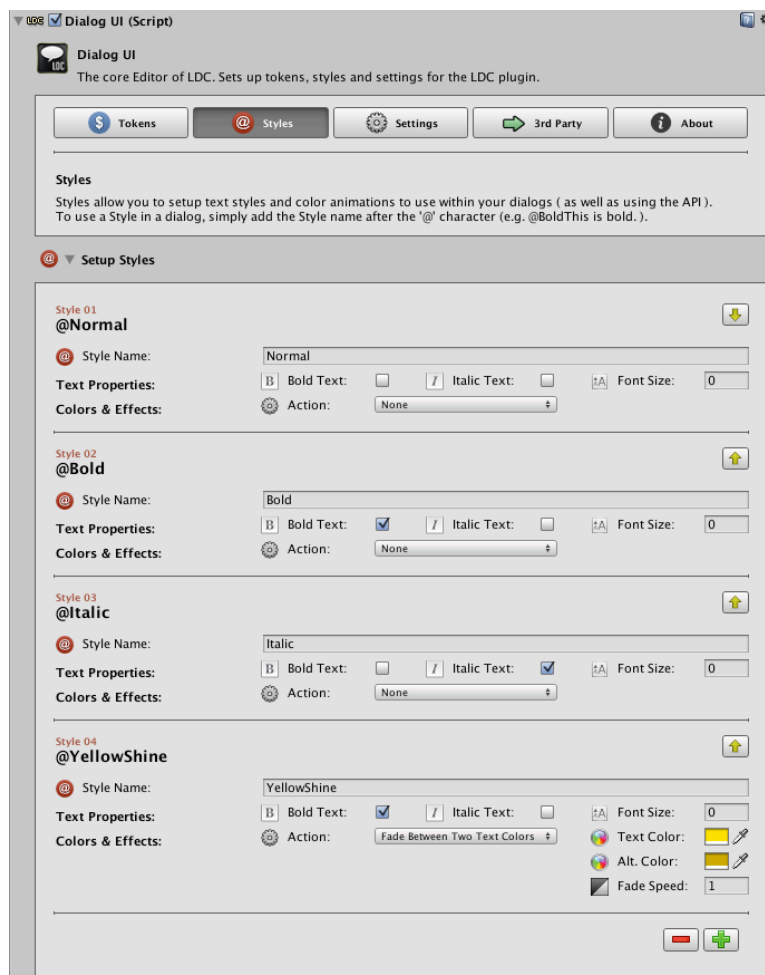 LDC Dialog UI (Script)
Dialog UI
LDC
The core Editor of LDC. Sets up tokens, styles and settings for the LDC plugin.
$ Tokens @ Styles Settings 3rd Party i About
Styles
Styles allow you to setup text styles and color animations to use within your dialogs ( as well as using the API ).
To use a Style in a dialog, simply add the Style name after the '@' character (e.g. @BoldThis is bold. ).
@ Setup Styles
Style 01
@Normal
@ Style Name: Normal
Text Properties: B Bold Text: I Italic Text: A Font Size: 0
Colors & Effects: Action: None
Style 02
@Bold
@ Style Name: Bold
Text Properties: B Bold Text: I Italic Text: A Font Size: 0
Colors & Effects: Action: None
Style 03
@Italic
@ Style Name: Italic
Text Properties: B Bold Text: I Italic Text: A Font Size: 0
Colors & Effects: Action: None
Style 04
@YellowShine
@ Style Name: YellowShine
Text Properties: B Bold Text: I Italic Text: A Font Size: 0
Colors & Effects: Action: Fade Between Two Text Colors Text Color:
Alt. Color:
Fade Speed: 1